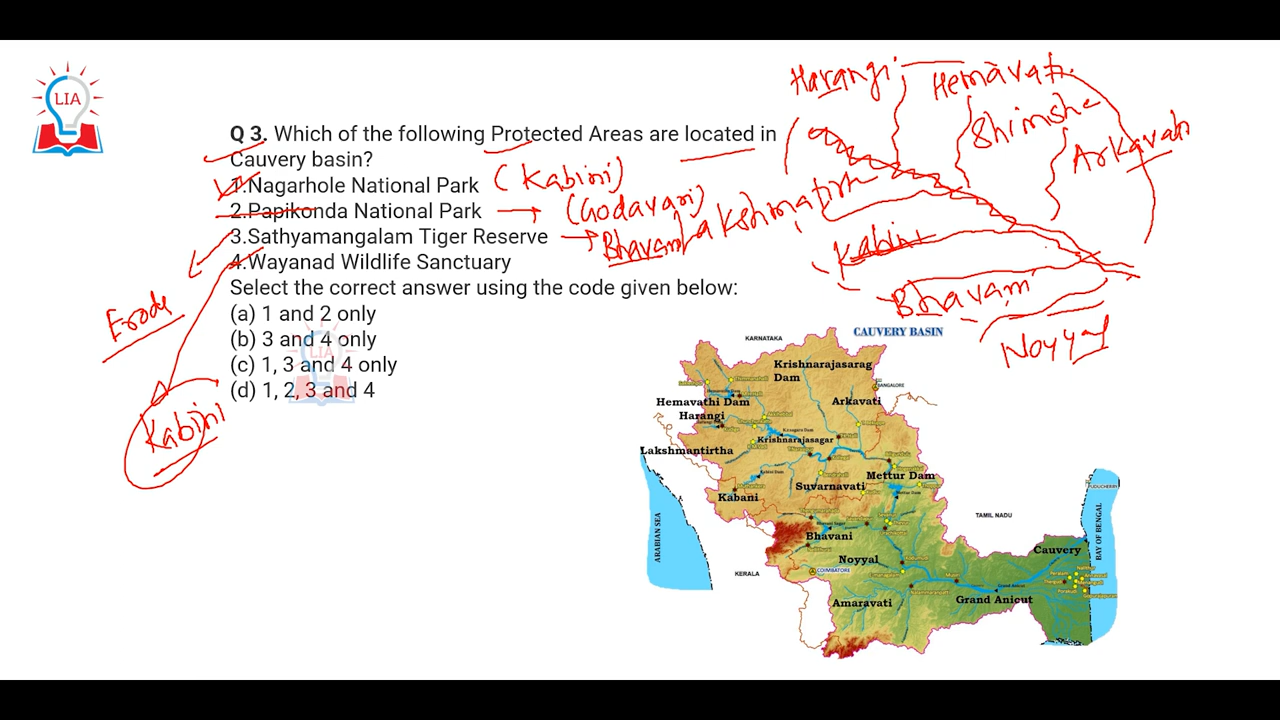 LIA
Q 3. Which of the following Protected Areas are located in
Cauvery basin?
1.Nagarhole National Park (Kabini)
2.Papikonda National Park → (Godavari)
3.Sathyamangalam Tiger Reserve → Bhavani
4.Wayanad Wildlife Sanctuary
Select the correct answer using the code given below:
(a) 1 and 2 only
(b) 3 and 4 only
(c) 1, 3 and 4 only
(d) 1, 2, 3 and 4
LIA
Erode
Kabini
Harangi
Hemavati
Shimsha
Arkavati
Lakshmantirth
Kabini
Bhavani
Noyyal
CAUVERY BASIN
KARNATAKA
Krishnarajasarag
Dam
BANGALORE
Hemavathi Dam
Arkavati
Harangi
Krishnarajasagar
Lakshmantirtha
Mettur Dam
Suvarnavati
Kabani
PUDUCHERRY
TAMIL NADU
ARABIAN SEA
BAY OF BENGAL
Bhavani
Noyyal
Cauvery
KERALA
COIMBATORE
Grand Anicut
Amaravati